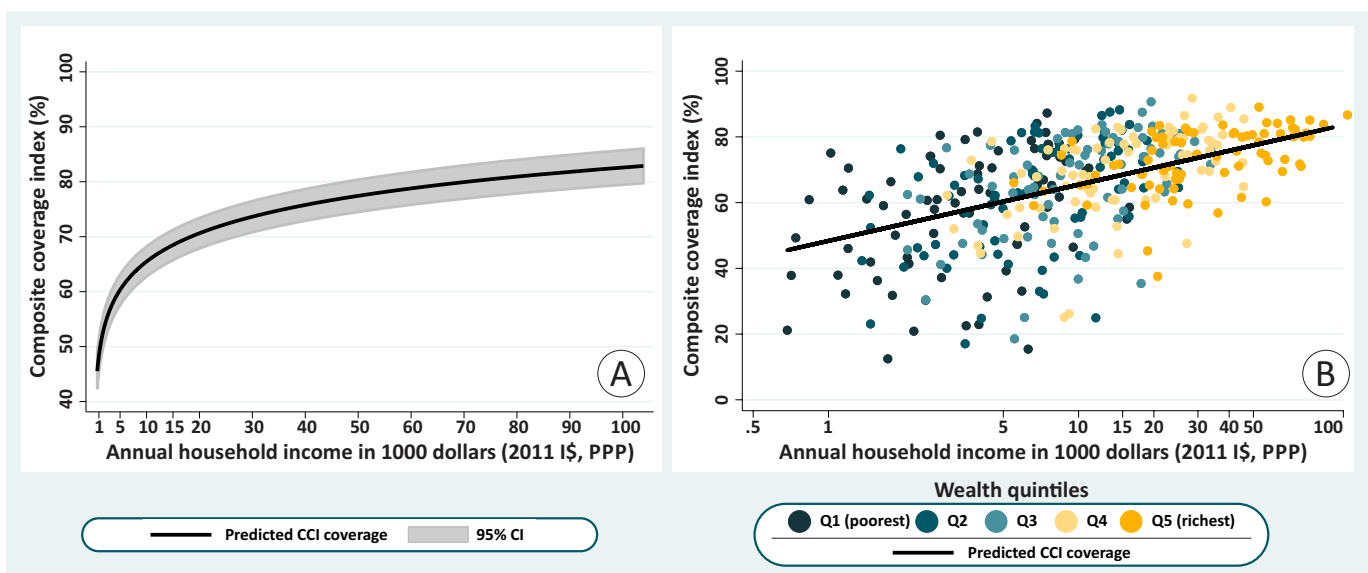 Composite coverage index (%)
100
90
80
70
60
50
40
A
1 5 10 15 20 30 40 50 60 70 80 90 100
Annual household income in 1000 dollars (2011 I$, PPP)
Predicted CCI coverage 95% CI
Composite coverage index (%)
100
80
60
40
20
0
B
.5 1 5 10 15 20 30 40 50 100
Annual household income in 1000 dollars (2011 I$, PPP)
Wealth quintiles
Q1 (poorest) Q2 Q3 Q4 Q5 (richest)
Predicted CCI coverage